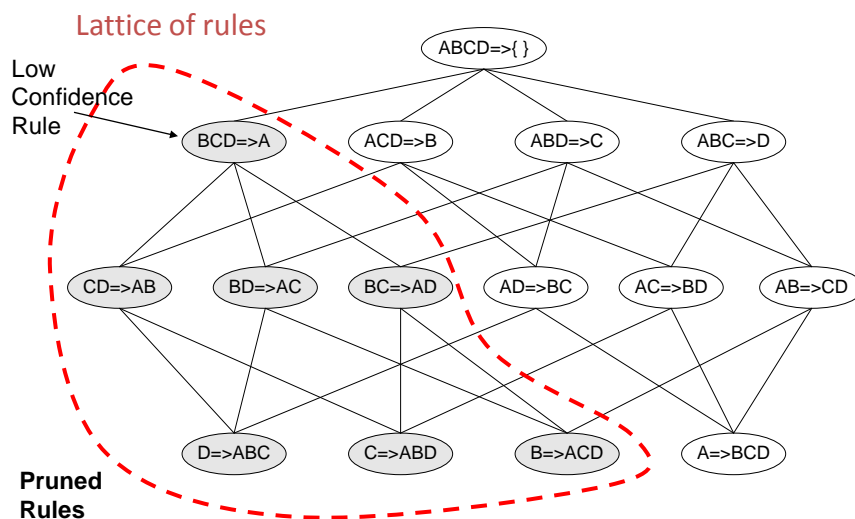 Lattice of rules
ABCD=>{ }
Low
Confidence
Rule
BCD=>A
ACD=>B
ABD=>C
ABC=>D
CD=>AB
BD=>AC
BC=>AD
AD=>BC
AC=>BD
AB=>CD
D=>ABC
C=>ABD
B=>ACD
A=>BCD
Pruned
Rules